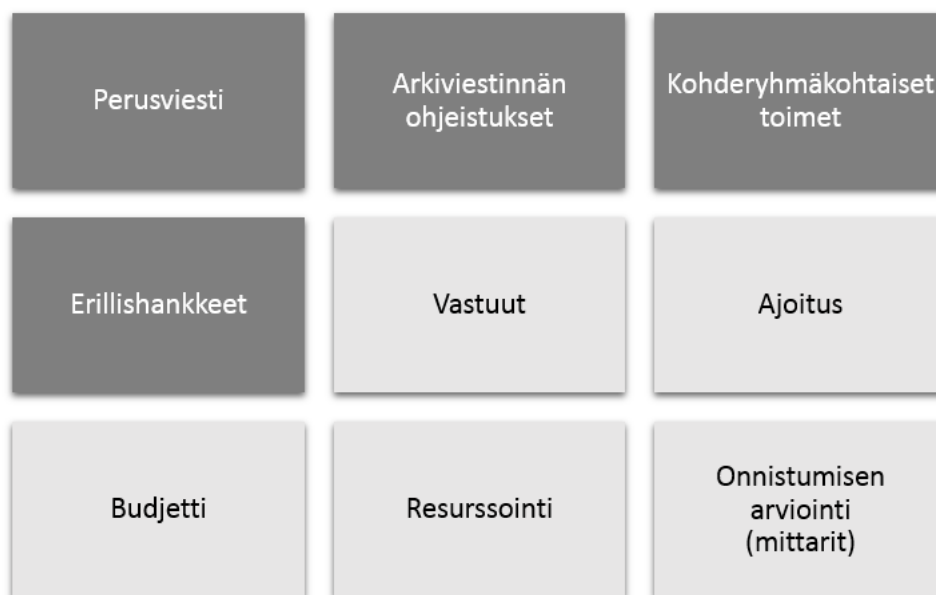 Perusviesti
Arkiviestinnän
ohjeistukset
Kohderyhmäkohtaiset
toimet
Erillishankkeet
Vastuut
Ajoitus
Budjetti
Resurssointi
Onnistumisen
arviointi
(mittarit)